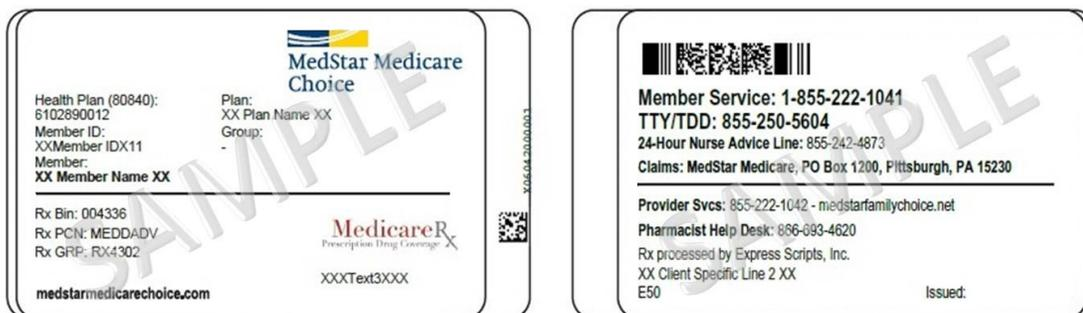 MedStar Medicare
Choice
Health Plan (80840):
6102890012
Member ID:
XXMember IDX11
Member:
XX Member Name XX
Plan:
XX Plan Name XX
Group:
-
Rx Bin: 004336
Rx PCN: MEDDADV
Rx GRP: RX4302
MedicareRx
Prescription Drug Coverage
XXXText3XXX
medstarmedicarechoice.com
SAMPLE
Member Service: 1-855-222-1041
TTY/TDD: 855-250-5604
24-Hour Nurse Advice Line: 855-242-4873
Claims: MedStar Medicare, PO Box 1200, Pittsburgh, PA 15230
Provider Svcs: 855-222-1042 - medstarfamilychoice.net
Pharmacist Help Desk: 866-693-4620
Rx processed by Express Scripts, Inc.
XX Client Specific Line 2 XX
E50
Issued:
SAMPLE